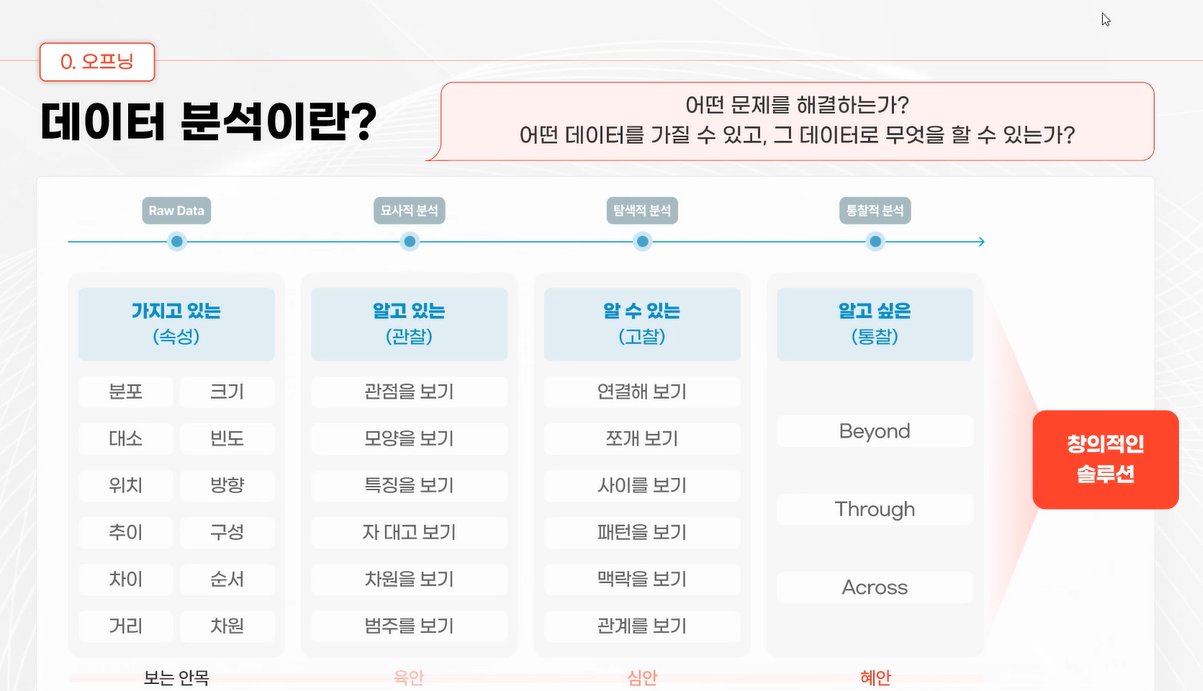 0. 오프닝
데이터 분석이란?
어떤 문제를 해결하는가?
어떤 데이터를 가질 수 있고, 그 데이터로 무엇을 할 수 있는가?
Raw Data
묘사적 분석
탐색적 분석
통찰적 분석
가지고 있는
(속성)
분포 크기
대소 빈도
위치 방향
추이 구성
차이 순서
거리 차원
알고 있는
(관찰)
관점을 보기
모양을 보기
특징을 보기
자 대고 보기
차원을 보기
범주를 보기
알 수 있는
(고찰)
연결해 보기
쪼개 보기
사이를 보기
패턴을 보기
맥락을 보기
관계를 보기
알고 싶은
(통찰)
Beyond
Through
Across
창의적인
솔루션
보는 안목
육안
심안
혜안